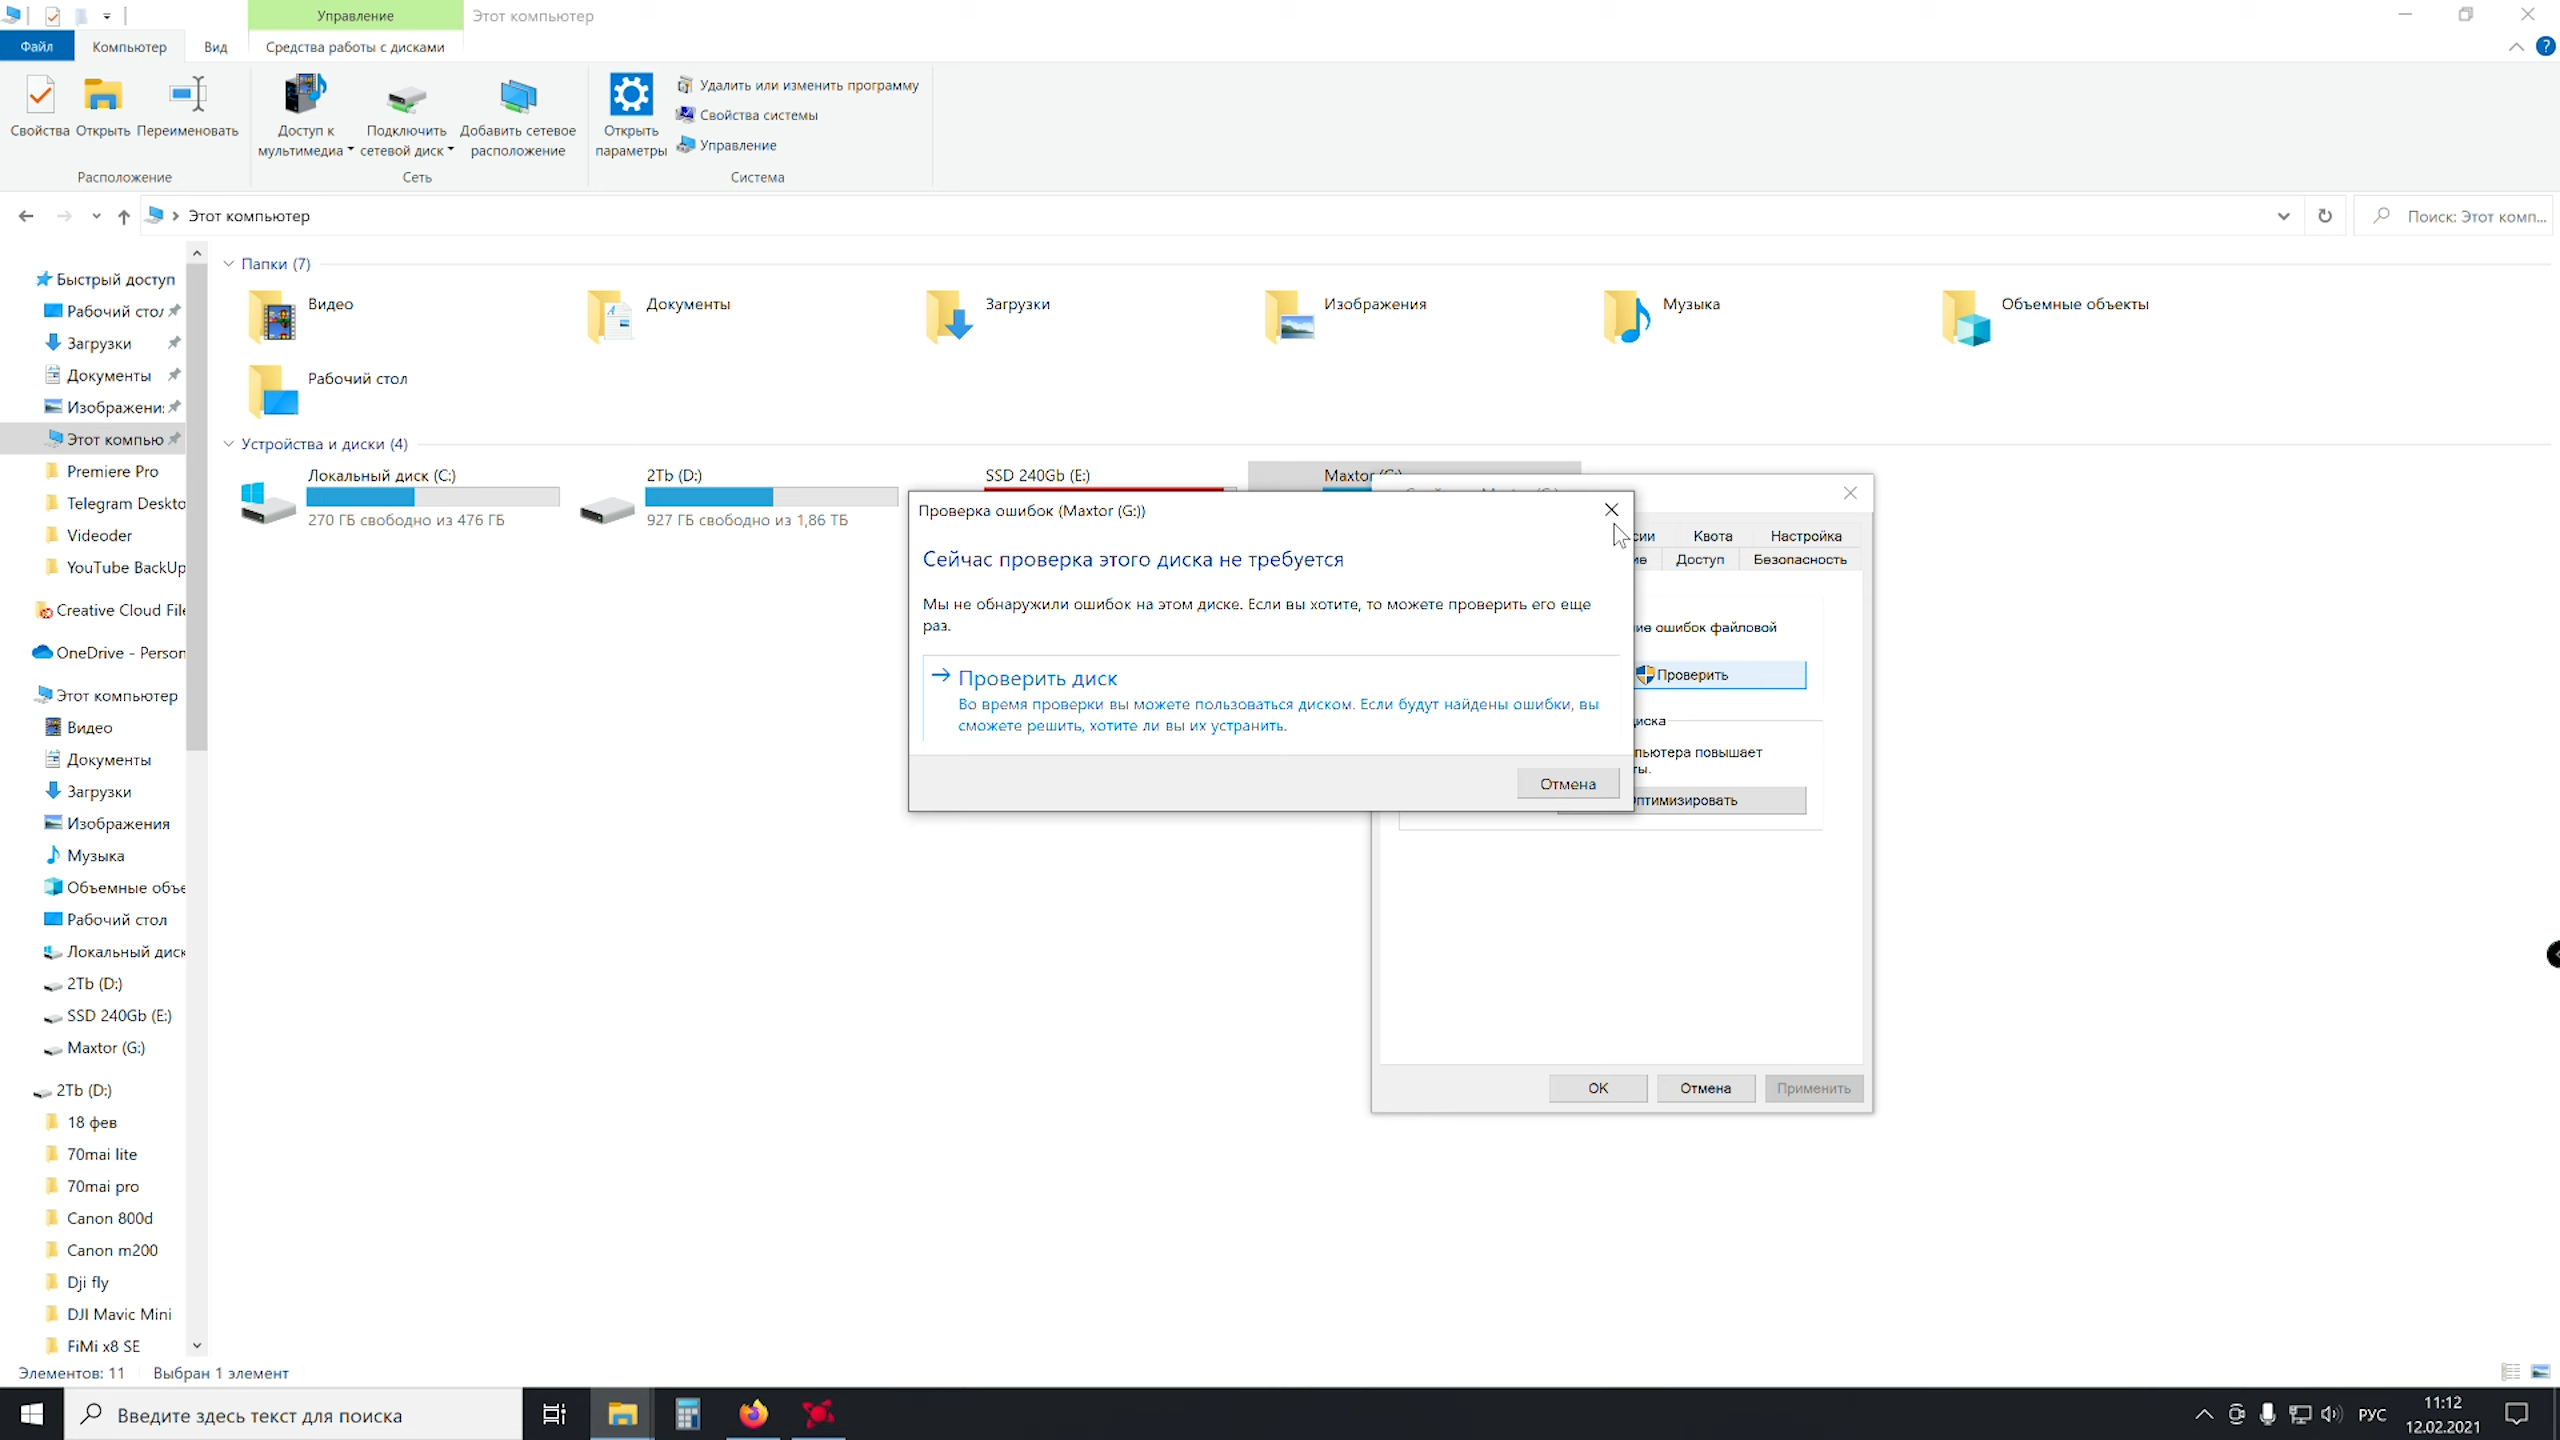 Управление
Этот компьютер
Файл
Компьютер
Вид
Средства работы с дисками
Свойства
Открыть
Переименовать
Доступ к
мультимедиа
Подключить
сетевой диск
Добавить сетевое
расположение
Открыть
параметры
Удалить или изменить программу
Свойства системы
Управление
Расположение
Сеть
Система
Этот компьютер
Поиск: Этот комп...
Быстрый доступ
Рабочий сто
Загрузки
Документы
Изображени
Этот компью
Premiere Pro
Telegram Deskto
Videoder
YouTube BackUp
Creative Cloud File
OneDrive - Person
Этот компьютер
Видео
Документы
Загрузки
Изображения
Музыка
Объемные объе
Рабочий стол
Локальный диск
2Tb (D:)
SSD 240Gb (E:)
Maxtor (G:)
2Tb (D:)
18 фев
70mai lite
70mai pro
Canon 800d
Canon m200
Dji fly
DJI Mavic Mini
FiMi x8 SE
Папки (7)
Видео
Документы
Загрузки
Изображения
Музыка
Объемные объекты
Рабочий стол
Устройства и диски (4)
Локальный диск (C:)
270 ГБ свободно из 476 ГБ
2Tb (D:)
927 ГБ свободно из 1,86 ТБ
SSD 240Gb (E:)
Maxtor
Проверка ошибок (Maxtor (G:))
Сейчас проверка этого диска не требуется
Мы не обнаружили ошибок на этом диске. Если вы хотите, то можете проверить его еще
раз.
Проверить диск
Во время проверки вы можете пользоваться диском. Если будут найдены ошибки, вы
сможете решить, хотите ли вы их устранить.
Отмена
сии
Квота
Настройка
ие
Доступ
Безопасность
ие ошибок файловой
Проверить
диска
пьютера повышает
ты.
птимизировать
OK
Отмена
Применить
Элементов: 11
Выбран 1 элемент
Введите здесь текст для поиска
РУС
11:12
12.02.2021